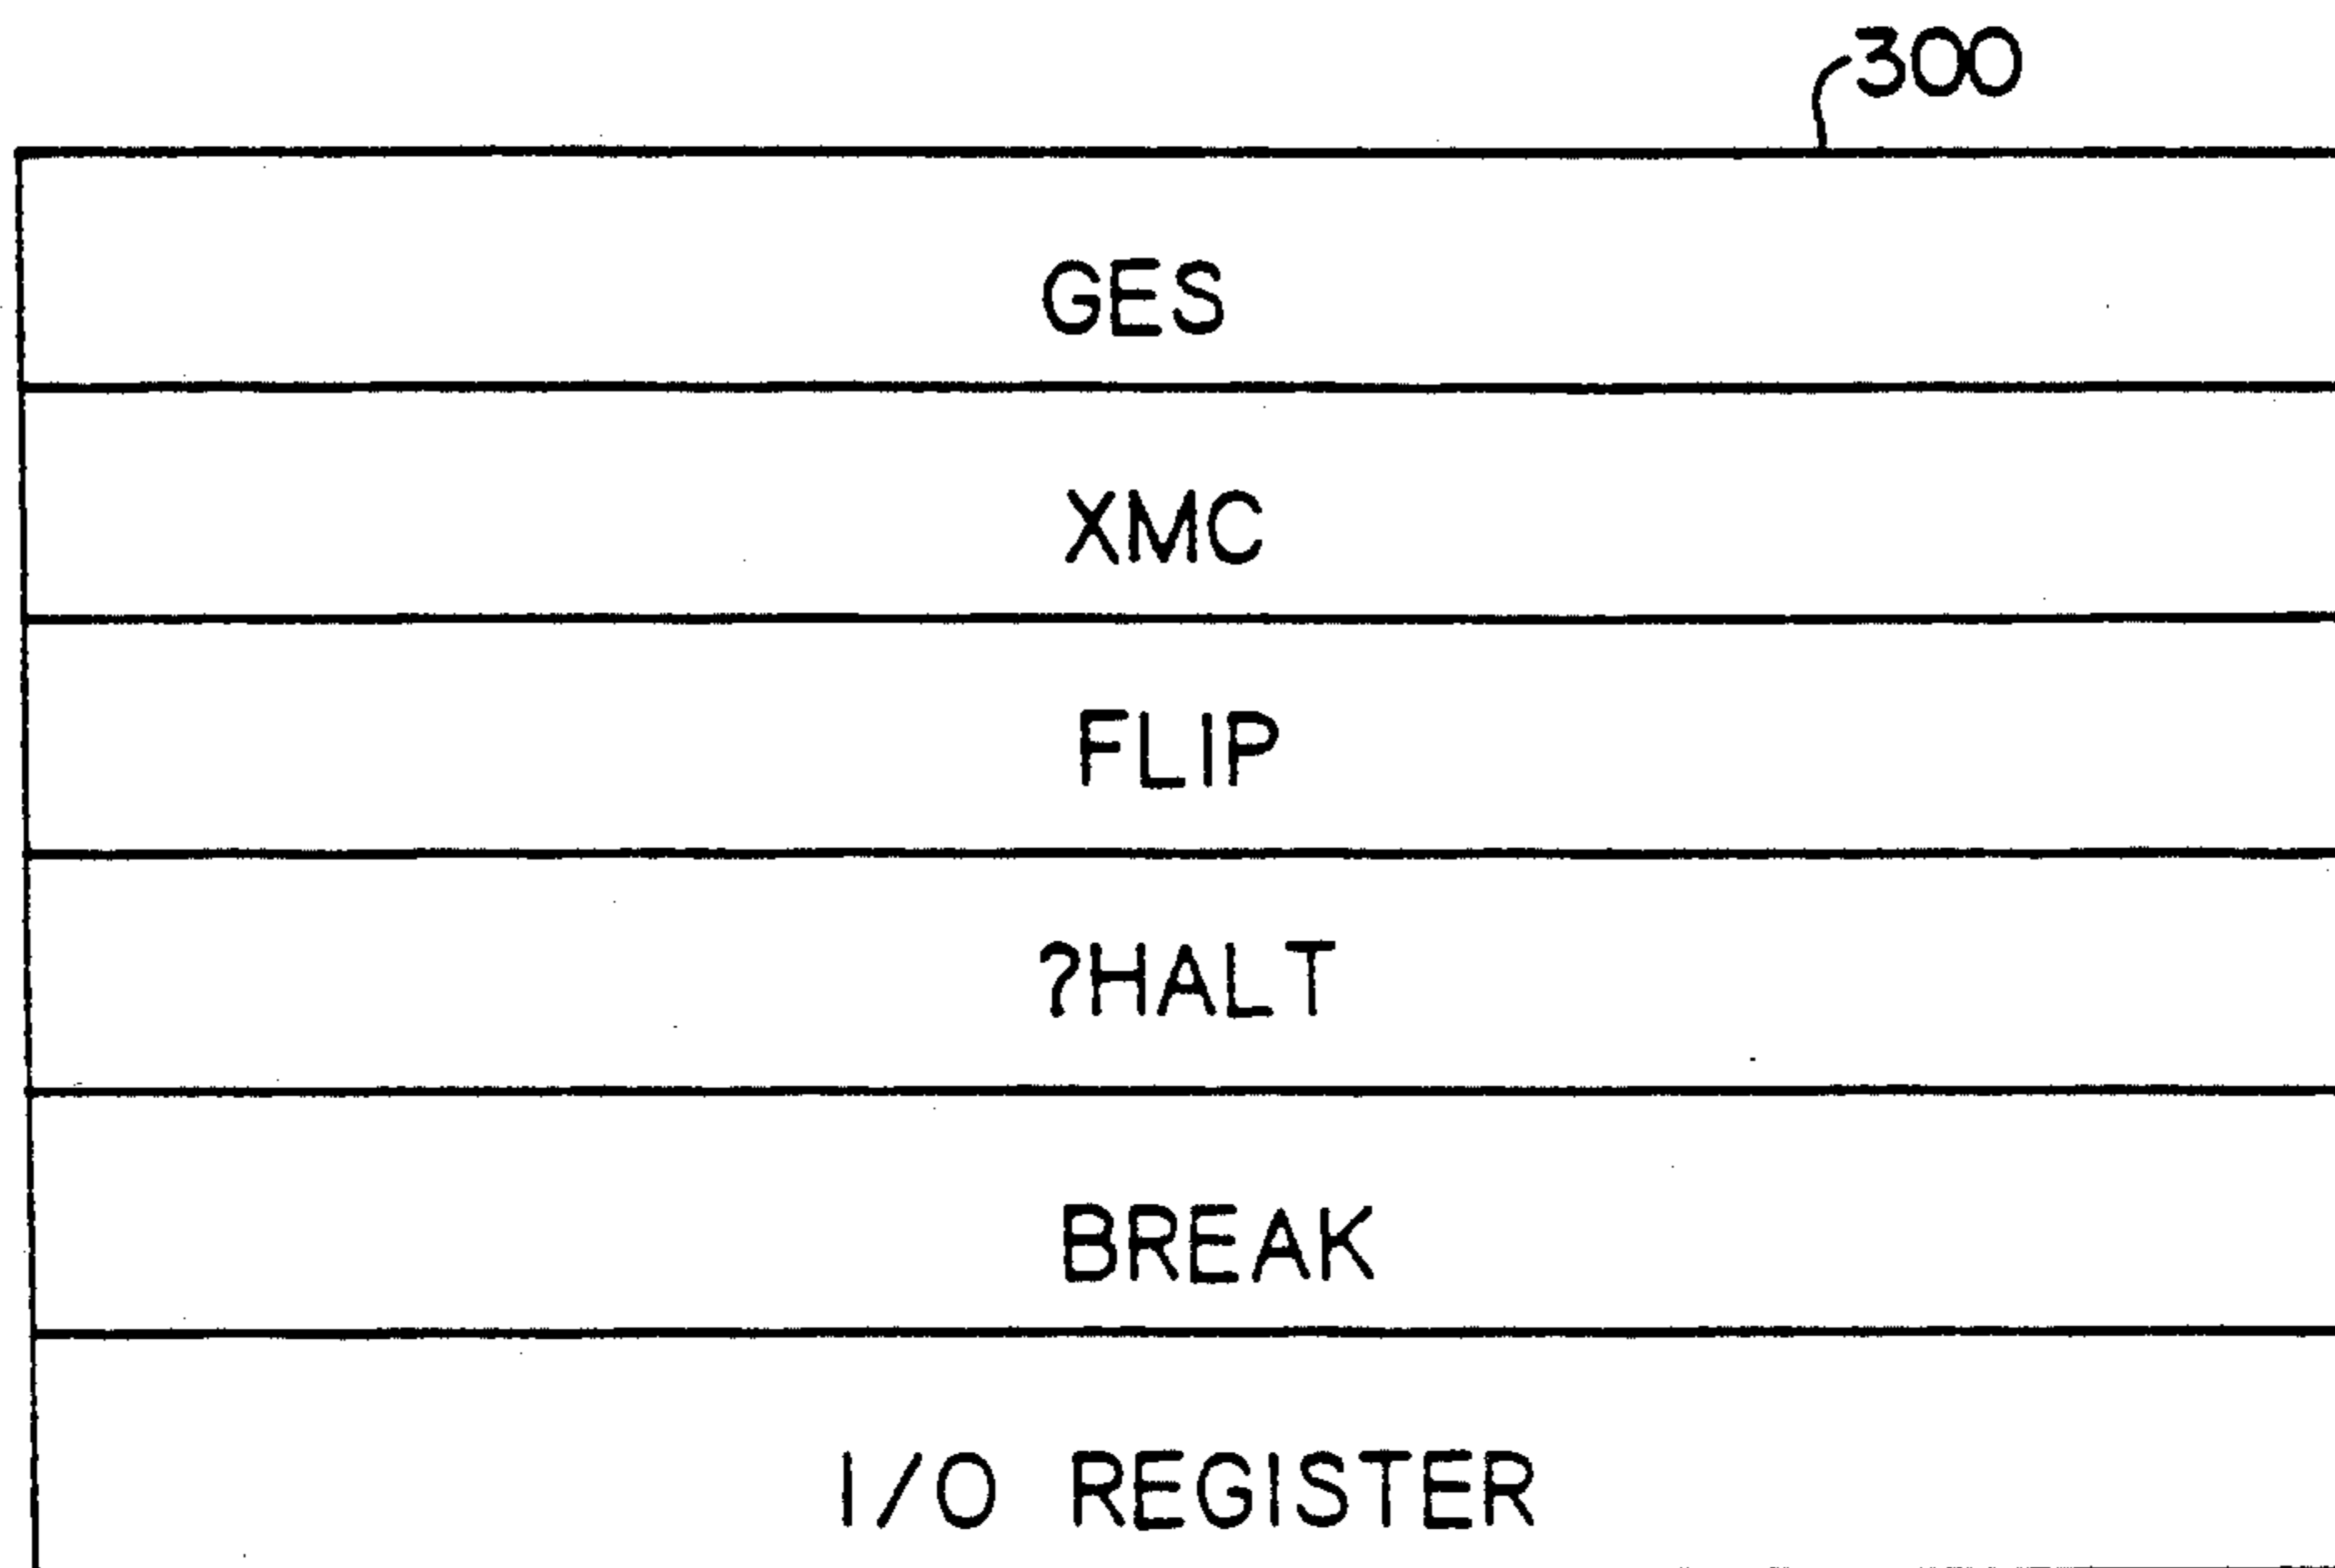 300
GES
XMC
FLIP
?HALT
BREAK
I/O REGISTER